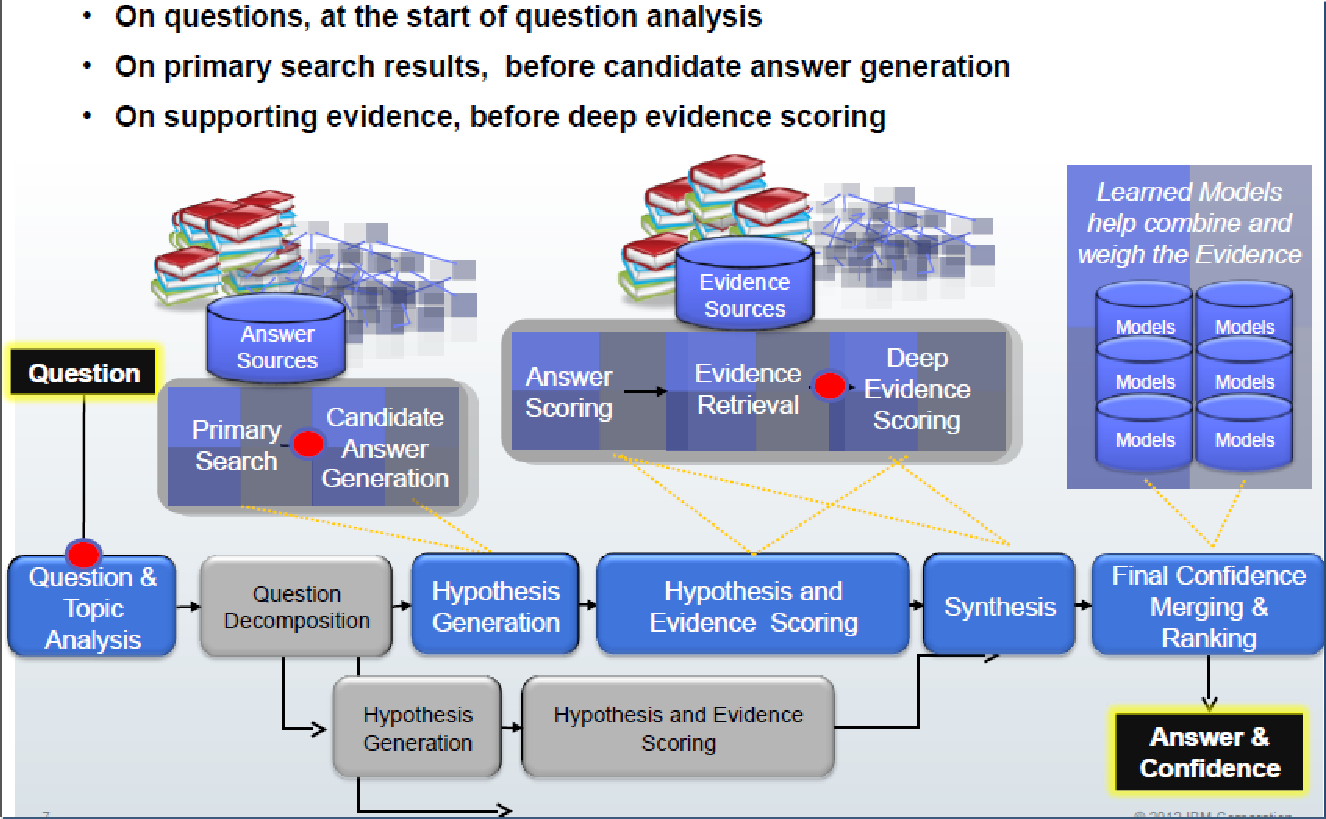 • On questions, at the start of question analysis
• On primary search results,  before candidate answer generation
• On supporting evidence, before deep evidence scoring
Learned Models
help combine and
weigh the Evidence
Evidence
Sources
Answer
Sources
Models
Models
Models
Models
Models
Models
Question
Answer
Scoring
Evidence
Retrieval
Deep
Evidence
Scoring
Primary
Search
Candidate
Answer
Generation
Question &
Topic
Analysis
Question
Decomposition
Hypothesis
Generation
Hypothesis and
Evidence  Scoring
Synthesis
Final Confidence
Merging &
Ranking
Hypothesis
Generation
Hypothesis and Evidence
Scoring
Answer &
Confidence